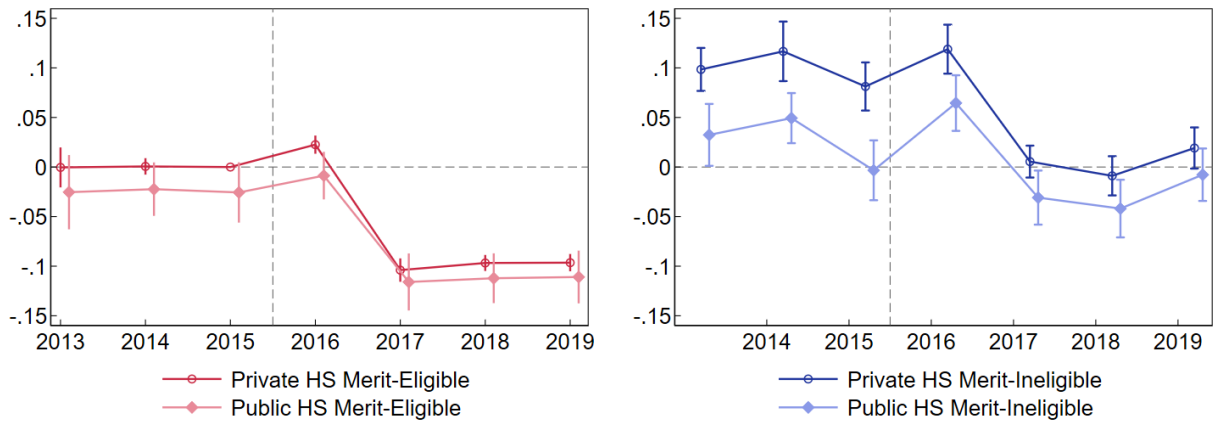 .15
.1
.05
0
-.05
-.1
-.15
2013 2014 2015 2016 2017 2018 2019
Private HS Merit-Eligible
Public HS Merit-Eligible
.15
.1
.05
0
-.05
-.1
-.15
2014 2015 2016 2017 2018 2019
Private HS Merit-Ineligible
Public HS Merit-Ineligible